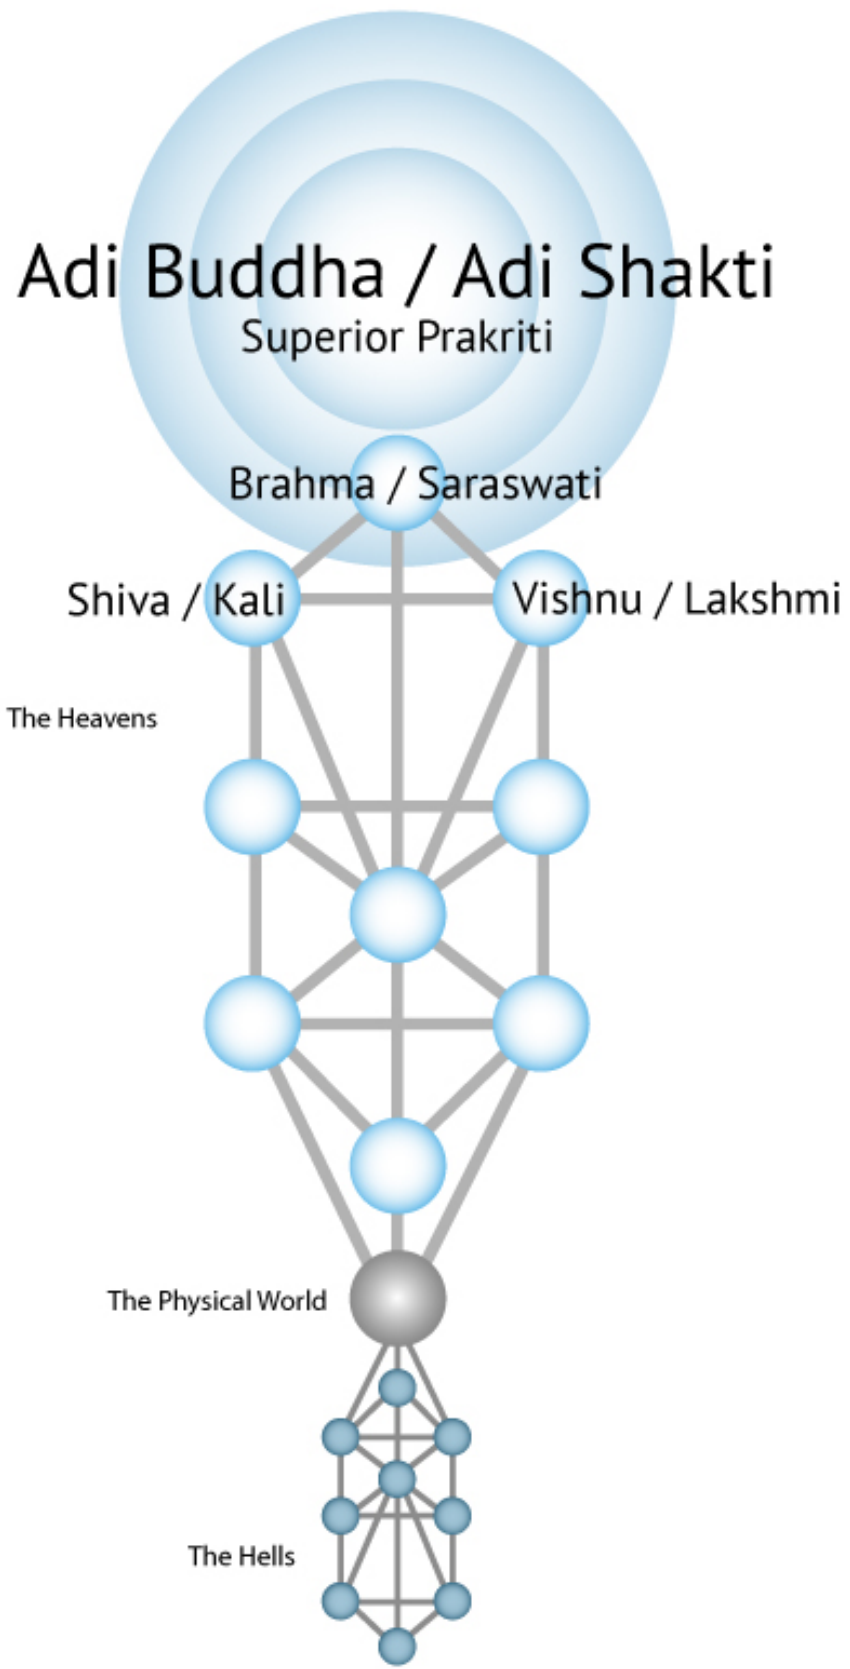 Adi Buddha / Adi Shakti
Superior Prakriti
Brahma / Saraswati
Shiva / Kali
Vishnu / Lakshmi
The Heavens
The Physical World
The Hells